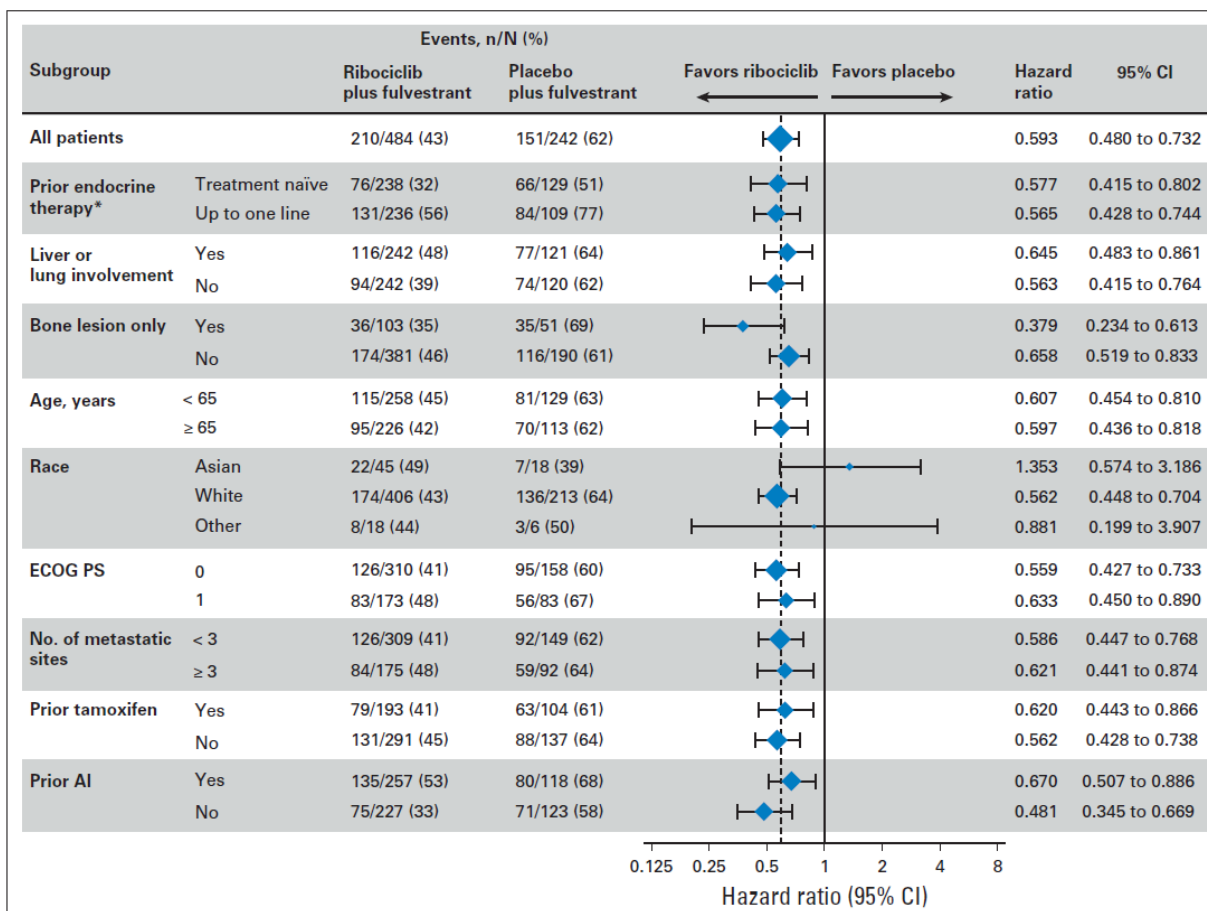 Events, n/N (%)
Subgroup Ribociclib plus fulvestrant Placebo plus fulvestrant Favors ribociclib Favors placebo Hazard ratio 95% CI
All patients 210/484 (43) 151/242 (62) 0.593 0.480 to 0.732
Prior endocrine therapy* Treatment naïve 76/238 (32) 66/129 (51) 0.577 0.415 to 0.802
Up to one line 131/236 (56) 84/109 (77) 0.565 0.428 to 0.744
Liver or lung involvement Yes 116/242 (48) 77/121 (64) 0.645 0.483 to 0.861
No 94/242 (39) 74/120 (62) 0.563 0.415 to 0.764
Bone lesion only Yes 36/103 (35) 35/51 (69) 0.379 0.234 to 0.613
No 174/381 (46) 116/190 (61) 0.658 0.519 to 0.833
Age, years < 65 115/258 (45) 81/129 (63) 0.607 0.454 to 0.810
≥ 65 95/226 (42) 70/113 (62) 0.597 0.436 to 0.818
Race Asian 22/45 (49) 7/18 (39) 1.353 0.574 to 3.186
White 174/406 (43) 136/213 (64) 0.562 0.448 to 0.704
Other 8/18 (44) 3/6 (50) 0.881 0.199 to 3.907
ECOG PS 0 126/310 (41) 95/158 (60) 0.559 0.427 to 0.733
1 83/173 (48) 56/83 (67) 0.633 0.450 to 0.890
No. of metastatic sites < 3 126/309 (41) 92/149 (62) 0.586 0.447 to 0.768
≥ 3 84/175 (48) 59/92 (64) 0.621 0.441 to 0.874
Prior tamoxifen Yes 79/193 (41) 63/104 (61) 0.620 0.443 to 0.866
No 131/291 (45) 88/137 (64) 0.562 0.428 to 0.738
Prior AI Yes 135/257 (53) 80/118 (68) 0.670 0.507 to 0.886
No 75/227 (33) 71/123 (58) 0.481 0.345 to 0.669
0.125 0.25 0.5 1 2 4 8
Hazard ratio (95% CI)